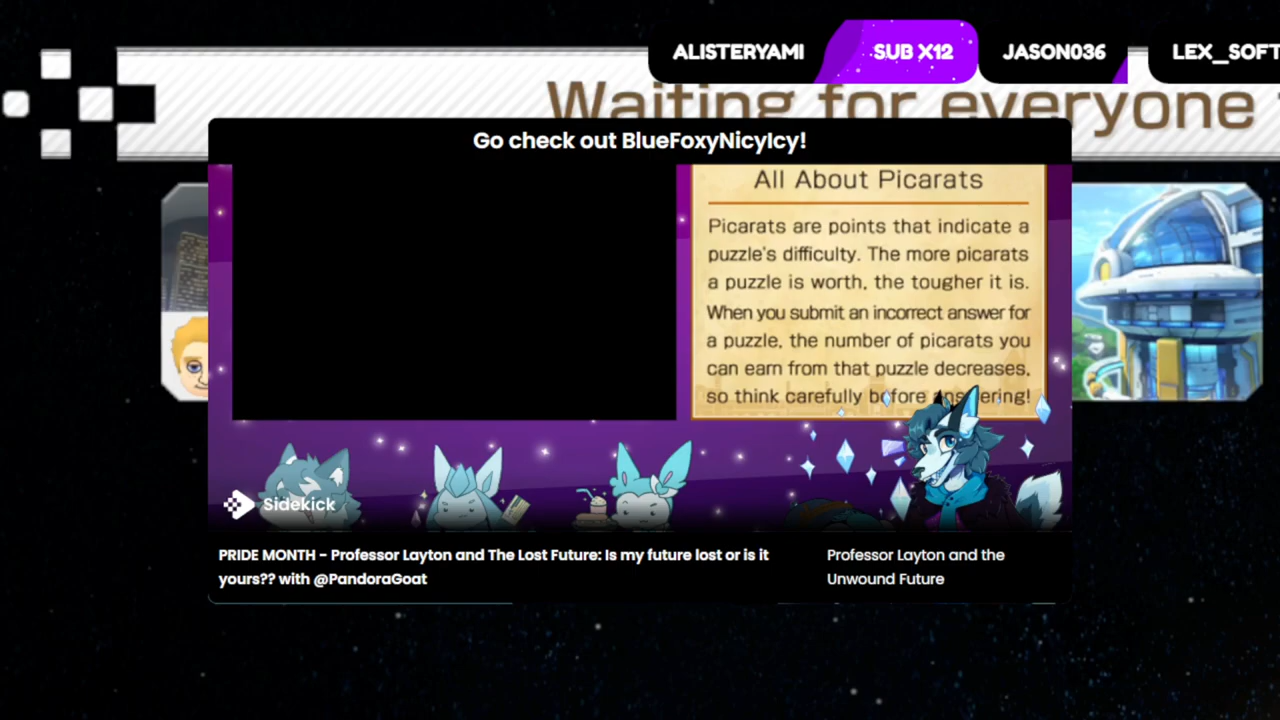 ALISTERYAMI SUB X12 JASON036 LEX_SOFT
Waiting for everyone
Go check out BlueFoxyNicyIcy!
All About Picarats
Picarats are points that indicate a
puzzle's difficulty. The more picarats
a puzzle is worth, the tougher it is.
When you submit an incorrect answer for
a puzzle, the number of picarats you
can earn from that puzzle decreases,
so think carefully before answering!
Sidekick
PRIDE MONTH - Professor Layton and The Lost Future: Is my future lost or is it
yours?? with @PandoraGoat
Professor Layton and the
Unwound Future